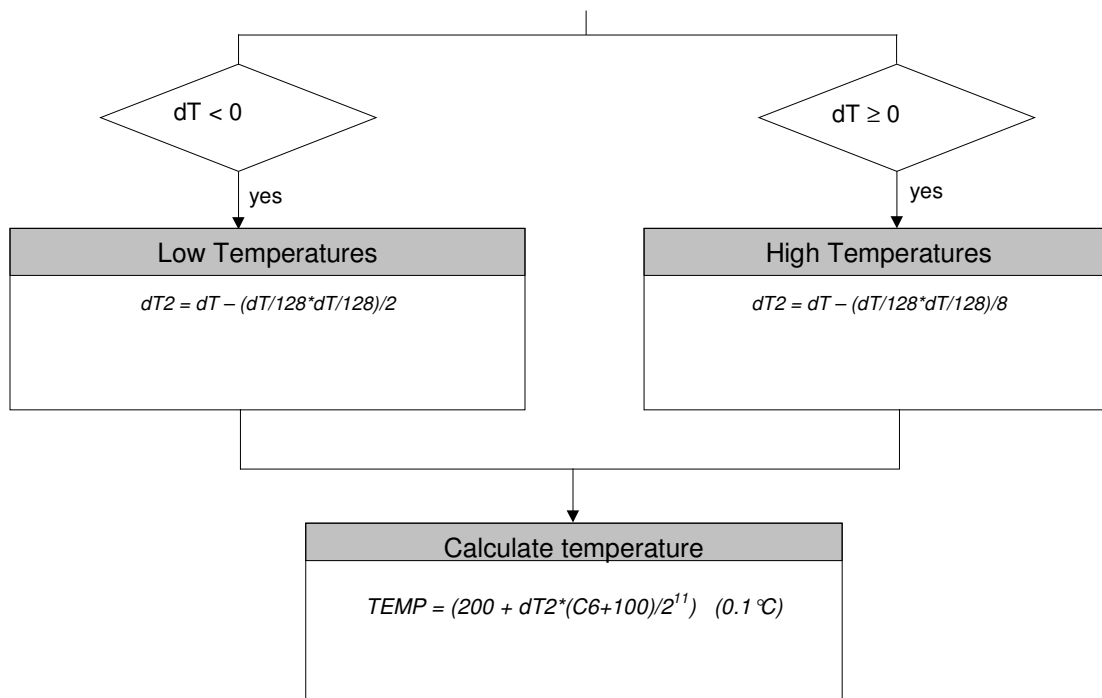 dT < 0
dT ≥ 0
yes
yes
Low Temperatures
High Temperatures
dT2 = dT – (dT/128*dT/128)/2
dT2 = dT – (dT/128*dT/128)/8
Calculate temperature
TEMP = (200 + dT2*(C6+100)/2¹¹) (0.1°C)